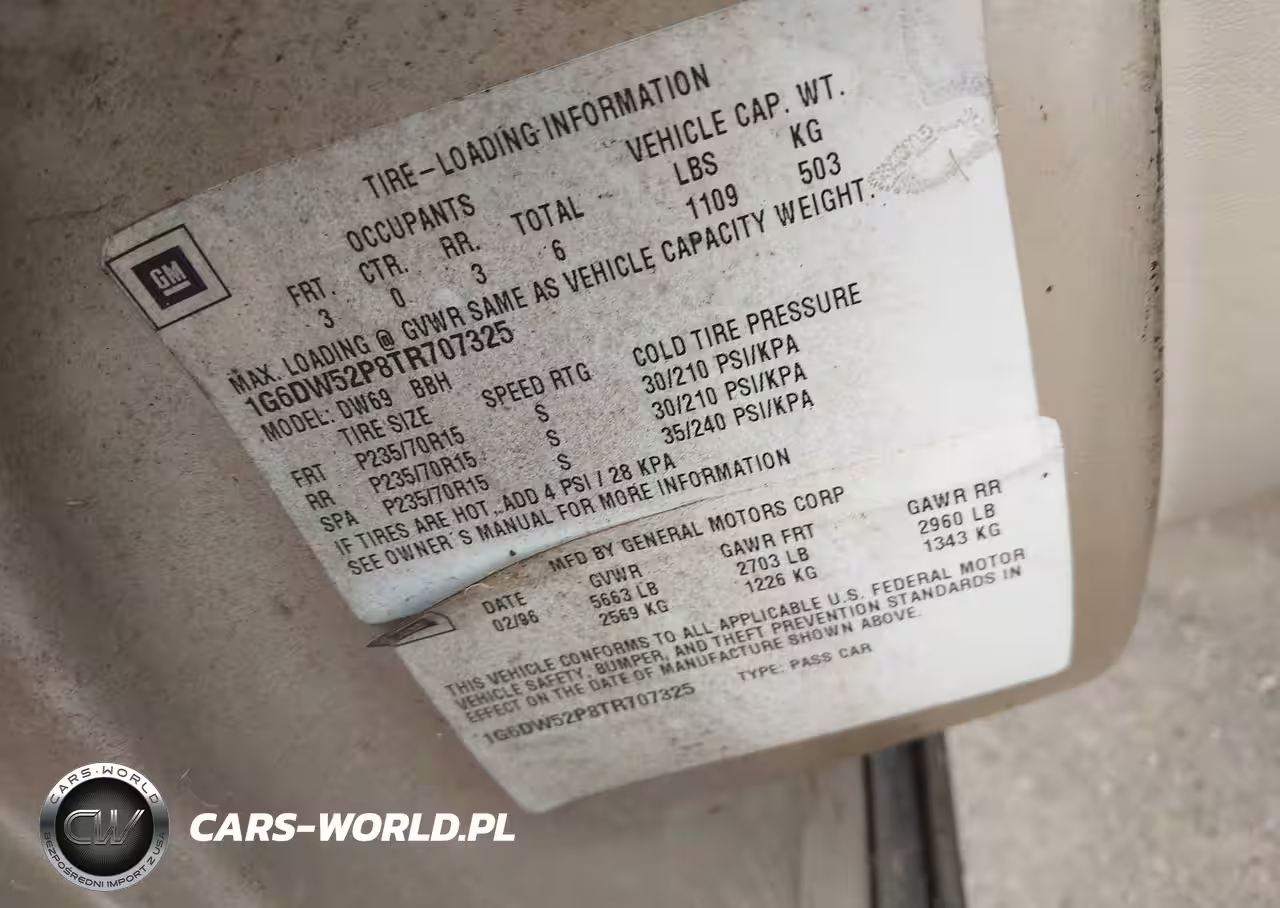 GM
TIRE-LOADING INFORMATION
OCCUPANTS VEHICLE CAP. WT.
FRT. CTR. RR. TOTAL LBS KG
3 0 3 6 1109 503
MAX. LOADING @ GVWR SAME AS VEHICLE CAPACITY WEIGHT.
1G6DW52P8TR707325
MODEL: DW69 BBH
TIRE SIZE SPEED RTG COLD TIRE PRESSURE
FRT P235/70R15 S 30/210 PSI/KPA
RR P235/70R15 S 30/210 PSI/KPA
SPA P235/70R15 S 35/240 PSI/KPA
IF TIRES ARE HOT, ADD 4 PSI / 28 KPA
SEE OWNER'S MANUAL FOR MORE INFORMATION
MFD BY GENERAL MOTORS CORP
DATE GVWR GAWR FRT GAWR RR
02/96 5663 LB 2703 LB 2960 LB
2569 KG 1226 KG 1343 KG
THIS VEHICLE CONFORMS TO ALL APPLICABLE U.S. FEDERAL MOTOR
VEHICLE SAFETY, BUMPER, AND THEFT PREVENTION STANDARDS IN
EFFECT ON THE DATE OF MANUFACTURE SHOWN ABOVE.
1G6DW52P8TR707325 TYPE: PASS CAR
CARS-WORLD
CW
BEZPOŚREDNI IMPORT Z USA
CARS-WORLD.PL